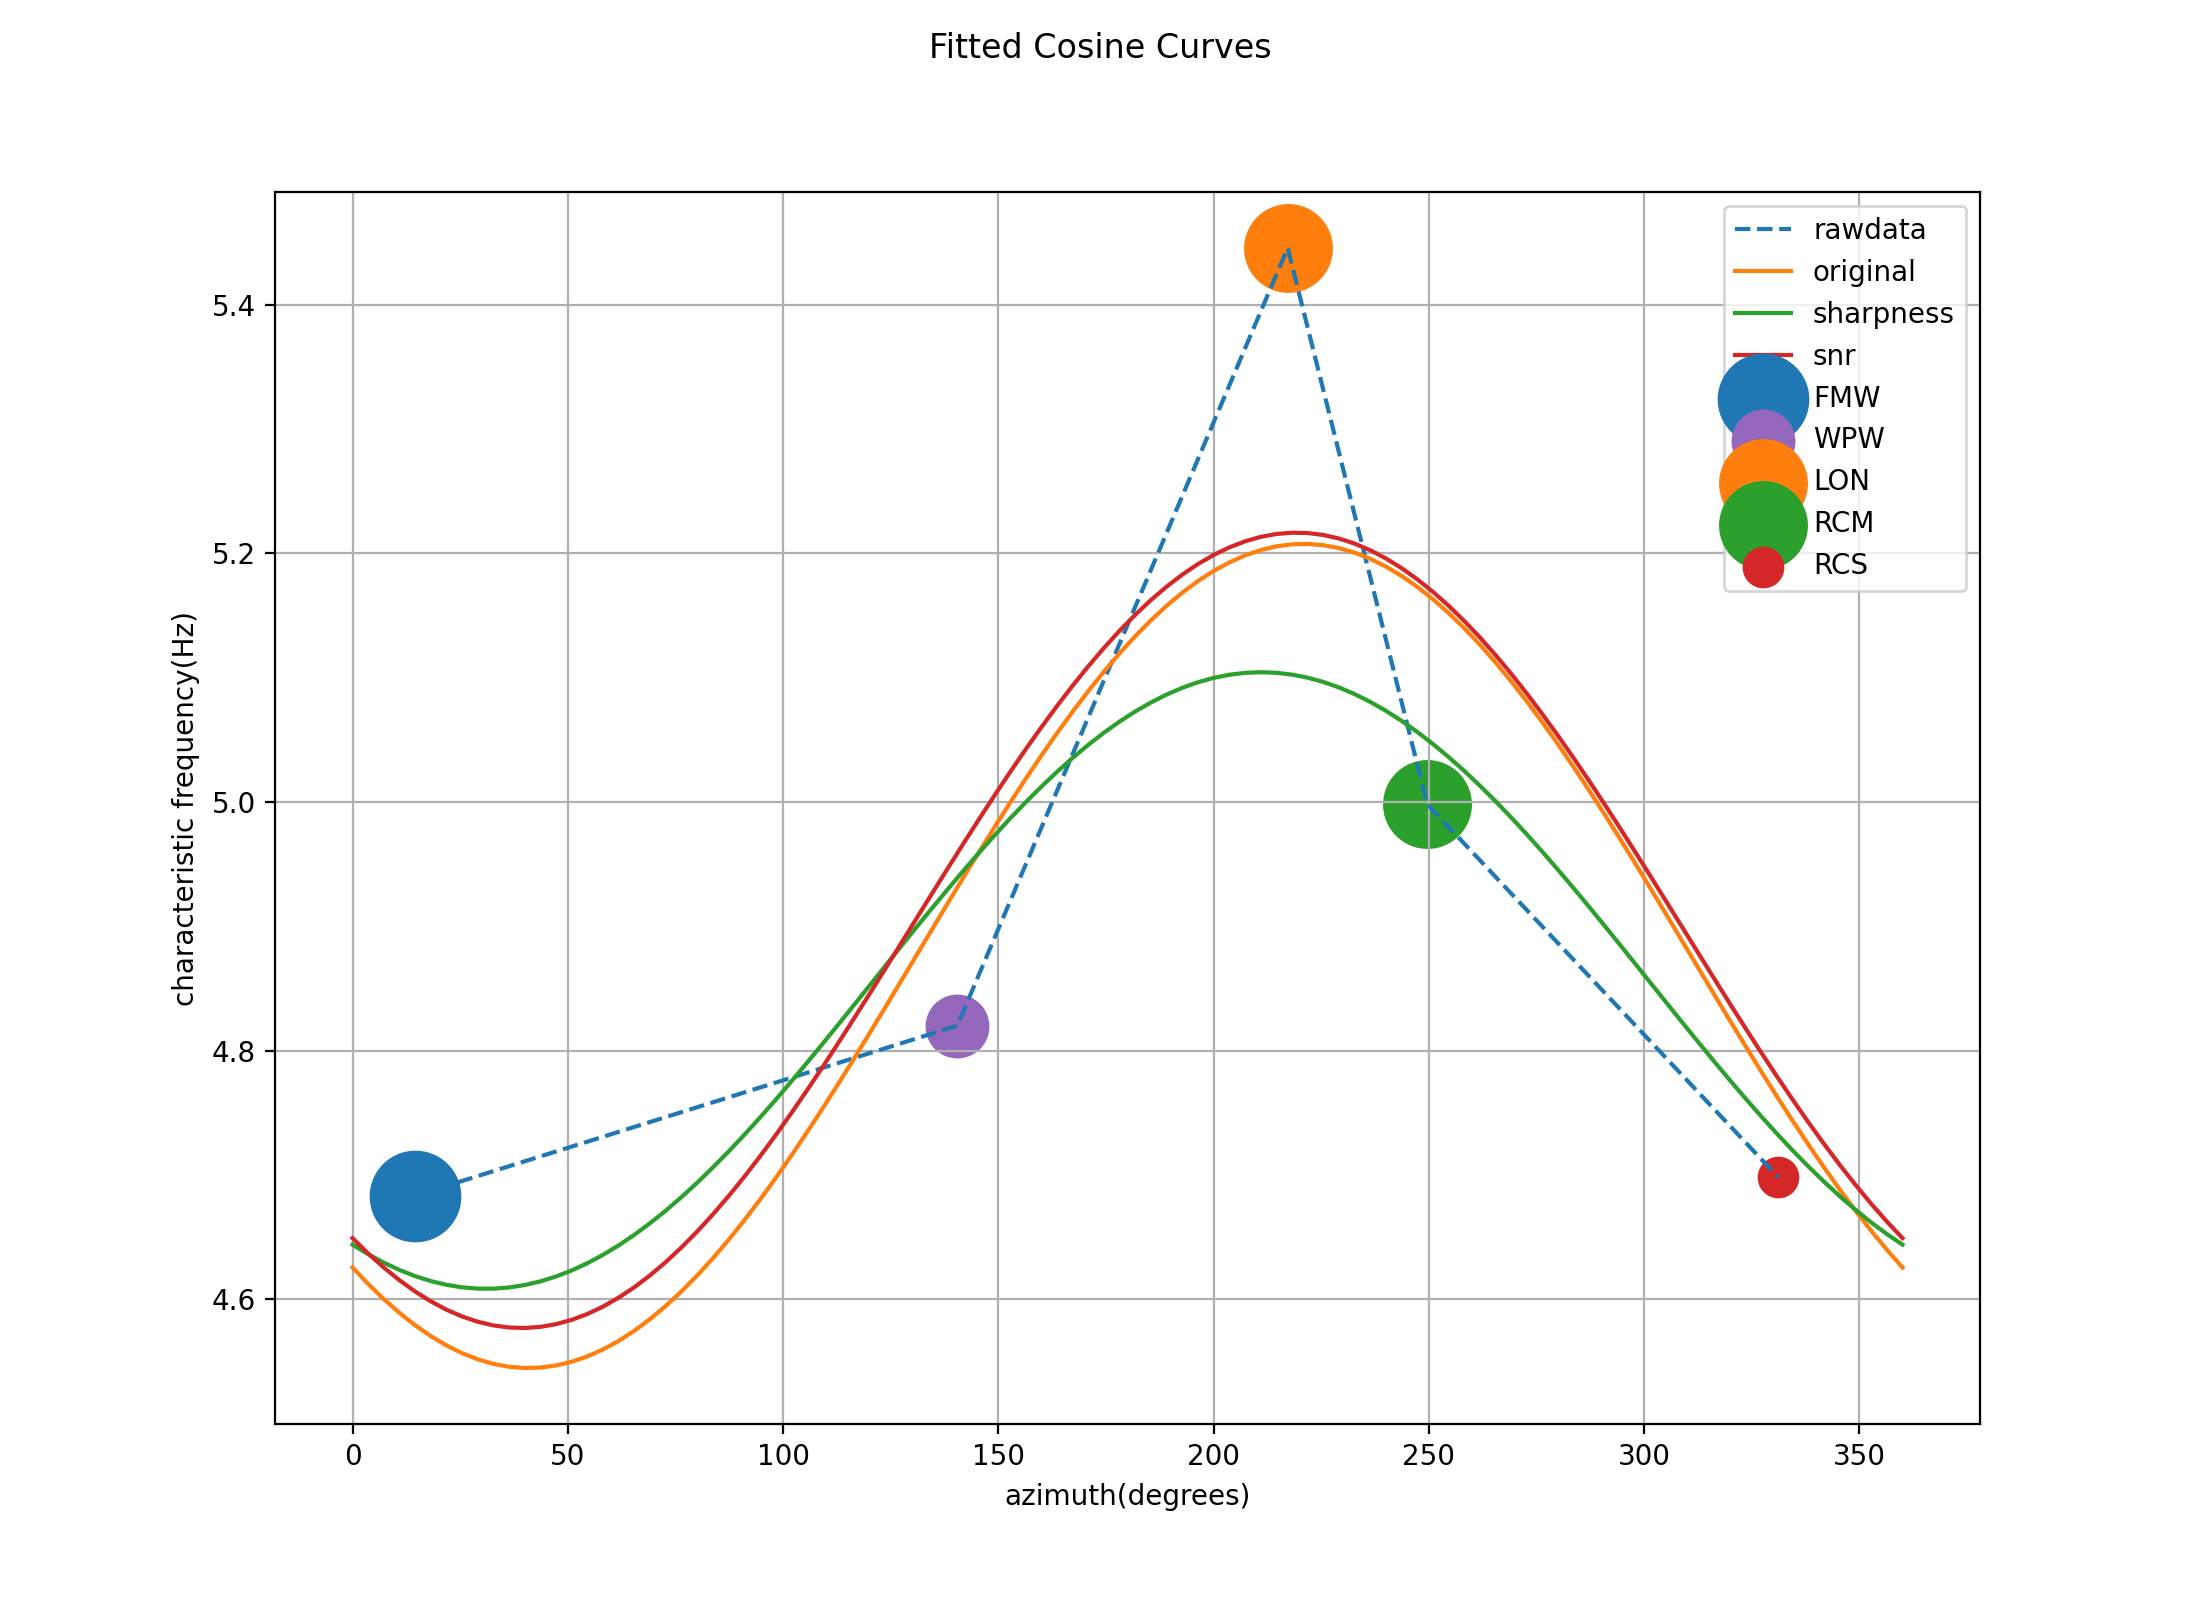 Fitted Cosine Curves
rawdata
original
sharpness
snr
FMW
WPW
LON
RCM
RCS
characteristic frequency(Hz)
5.4
5.2
5.0
4.8
4.6
0 50 100 150 200 250 300 350
azimuth(degrees)